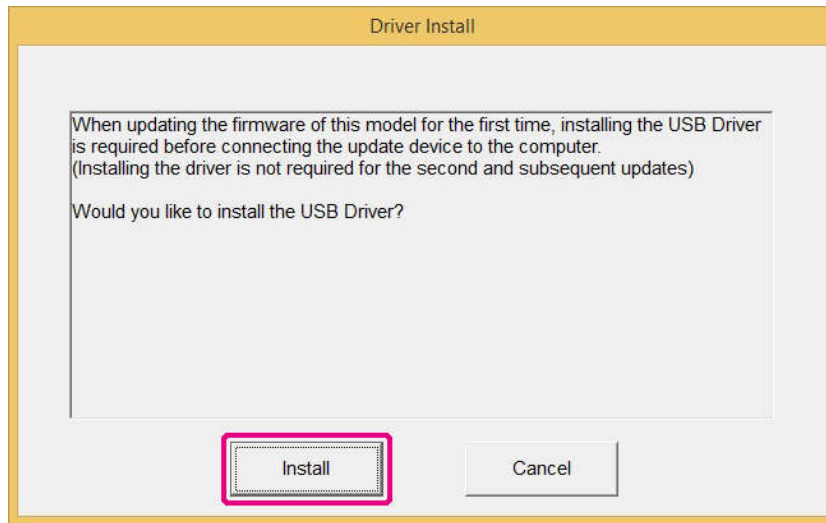 Driver Install
When updating the firmware of this model for the first time, installing the USB Driver
is required before connecting the update device to the computer.
(Installing the driver is not required for the second and subsequent updates)
Would you like to install the USB Driver?
Install
Cancel